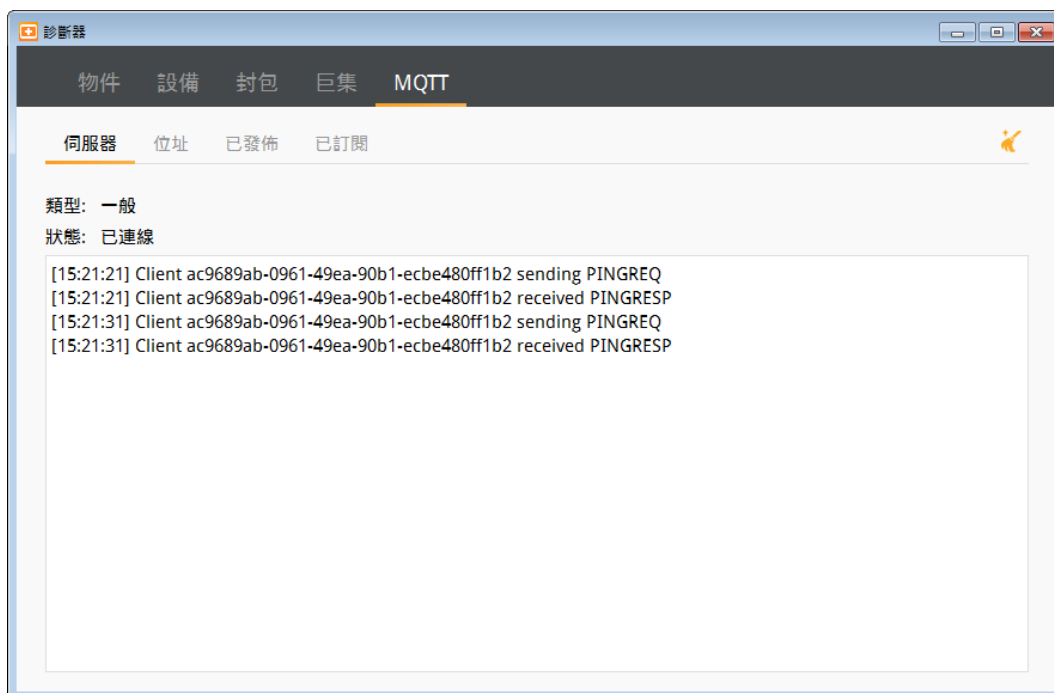 診斷器
物件 設備 封包 巨集 MQTT
伺服器 位址 已發佈 已訂閱
類型: 一般
狀態: 已連線
[15:21:21] Client ac9689ab-0961-49ea-90b1-ecbe480ff1b2 sending PINGREQ
[15:21:21] Client ac9689ab-0961-49ea-90b1-ecbe480ff1b2 received PINGRESP
[15:21:31] Client ac9689ab-0961-49ea-90b1-ecbe480ff1b2 sending PINGREQ
[15:21:31] Client ac9689ab-0961-49ea-90b1-ecbe480ff1b2 received PINGRESP